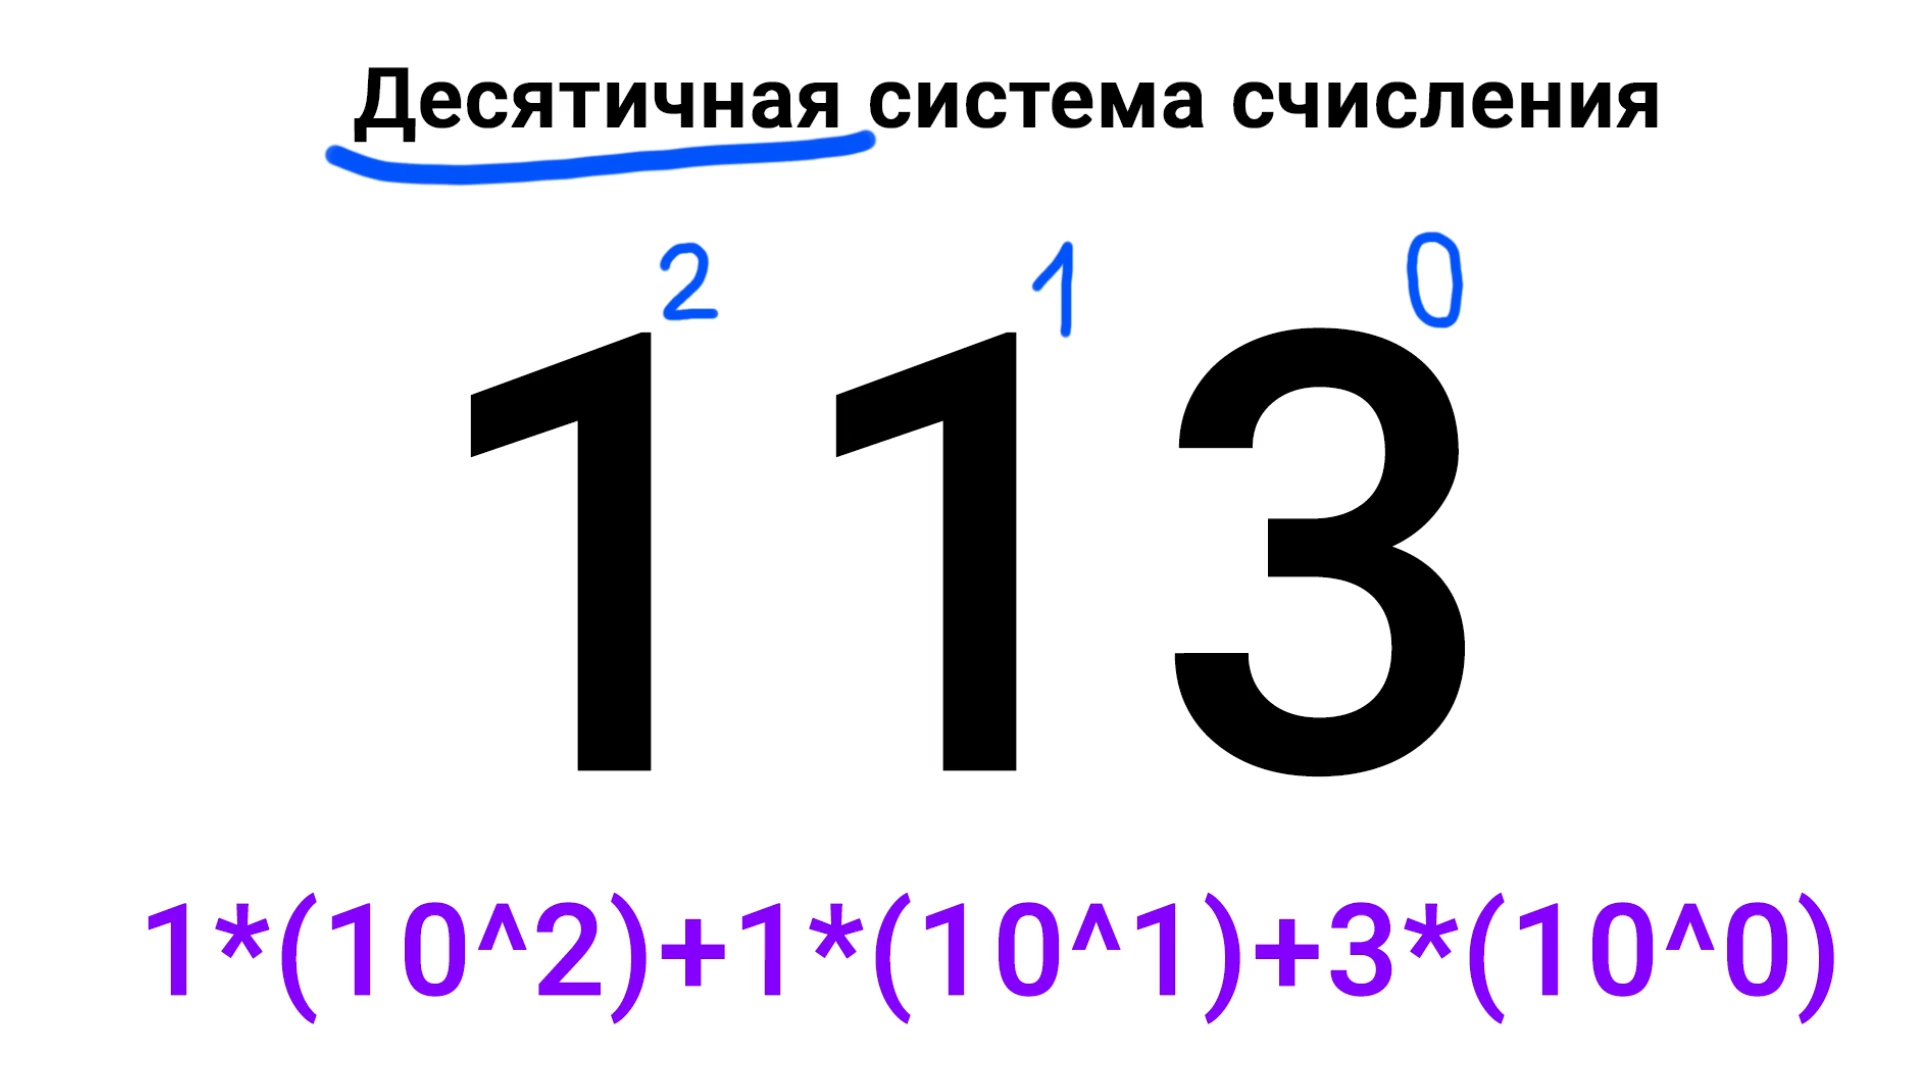 Десятичная система счисления
2 1 0
113
1*(10^2)+1*(10^1)+3*(10^0)